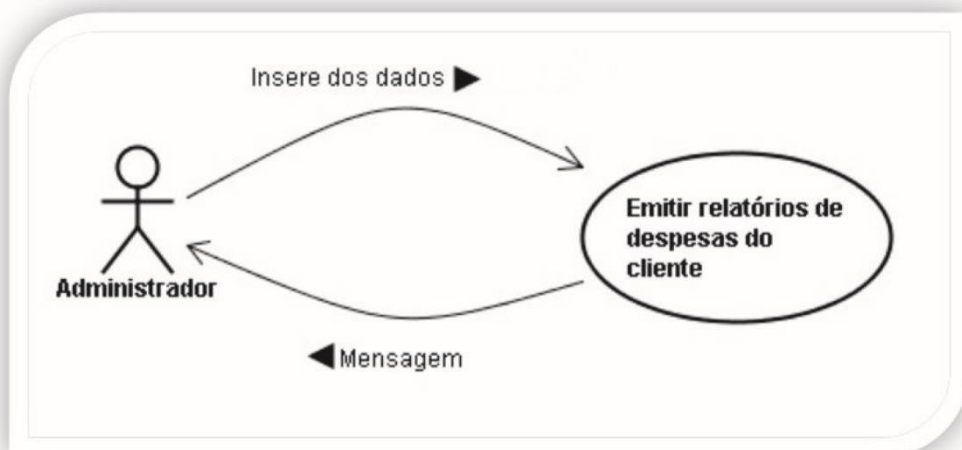 Insere dos dados
Administrador
Emitir relatórios de
despesas do
cliente
Mensagem